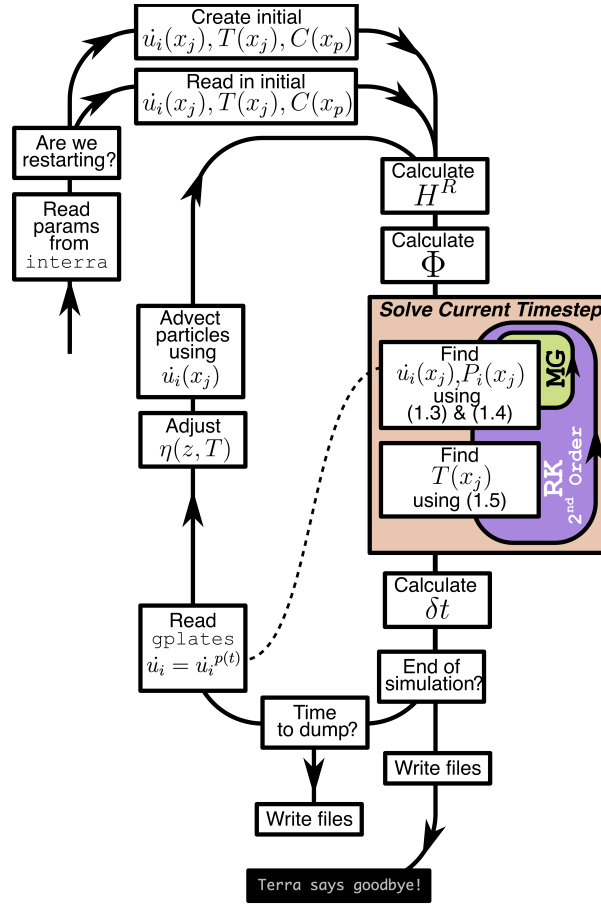 Create initial
u̇ᵢ(xⱼ), T(xⱼ), C(xₚ)
Read in initial
u̇ᵢ(xⱼ), T(xⱼ), C(xₚ)
Are we
restarting?
Read
params
from
interra
Calculate
Hᴿ
Calculate
Φ
Solve Current Timestep
Find
u̇ᵢ(xⱼ),Pᵢ(xⱼ)
using
(1.3) & (1.4)
MG
Find
T(xⱼ)
using (1.5)
RK
2ⁿᵈ Order
Advect
particles
using
u̇ᵢ(xⱼ)
Adjust
η(z, T)
Calculate
δt
Read
gplates
u̇ᵢ = u̇ᵢᵖ⁽ᵗ⁾
End of
simulation?
Time
to dump?
Write files
Write files
Terra says goodbye!